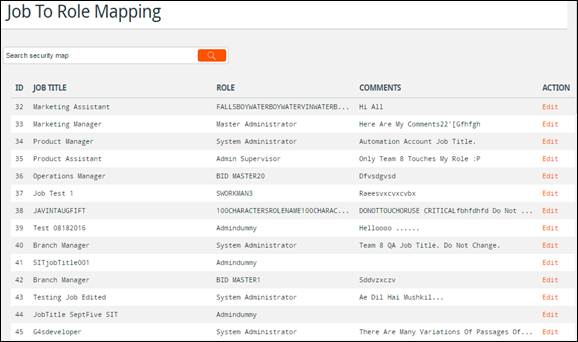 Job To Role Mapping
Search security map
ID JOB TITLE ROLE COMMENTS ACTION
32 Marketing Assistant FALLSBOYWATERBOYWATERVINWATERB... Hi All Edit
33 Marketing Manager Master Administrator Here Are My Comments22'[Gfhfgh Edit
34 Product Manager System Administrator Automation Account Job Title. Edit
35 Product Assistant Admin Supervisor Only Team 8 Touches My Role :P Edit
36 Operations Manager BID MASTER20 Dfvsdgvsd Edit
37 Job Test 1 SWORKMAN3 Raeesvxcvxcvbx Edit
38 JAVINTAUGFIFT 100CHARACTERSROLENAME100CHARAC... DONOTTOUCHORUSE CRITICALfbhfdhfd Do Not ... Edit
39 Test 08182016 Admindummy Helloooo ...... Edit
40 Branch Manager System Administrator Team 8 QA Job Title. Do Not Change. Edit
41 SITjobTitle001 Admindummy Edit
42 Branch Manager BID MASTER1 Sddvzxczv Edit
43 Testing Job Edited System Administrator Ae Dil Hai Mushkil... Edit
44 JobTitle SeptFive SIT Admindummy Edit
45 G4sdeveloper System Administrator There Are Many Variations Of Passages Of... Edit